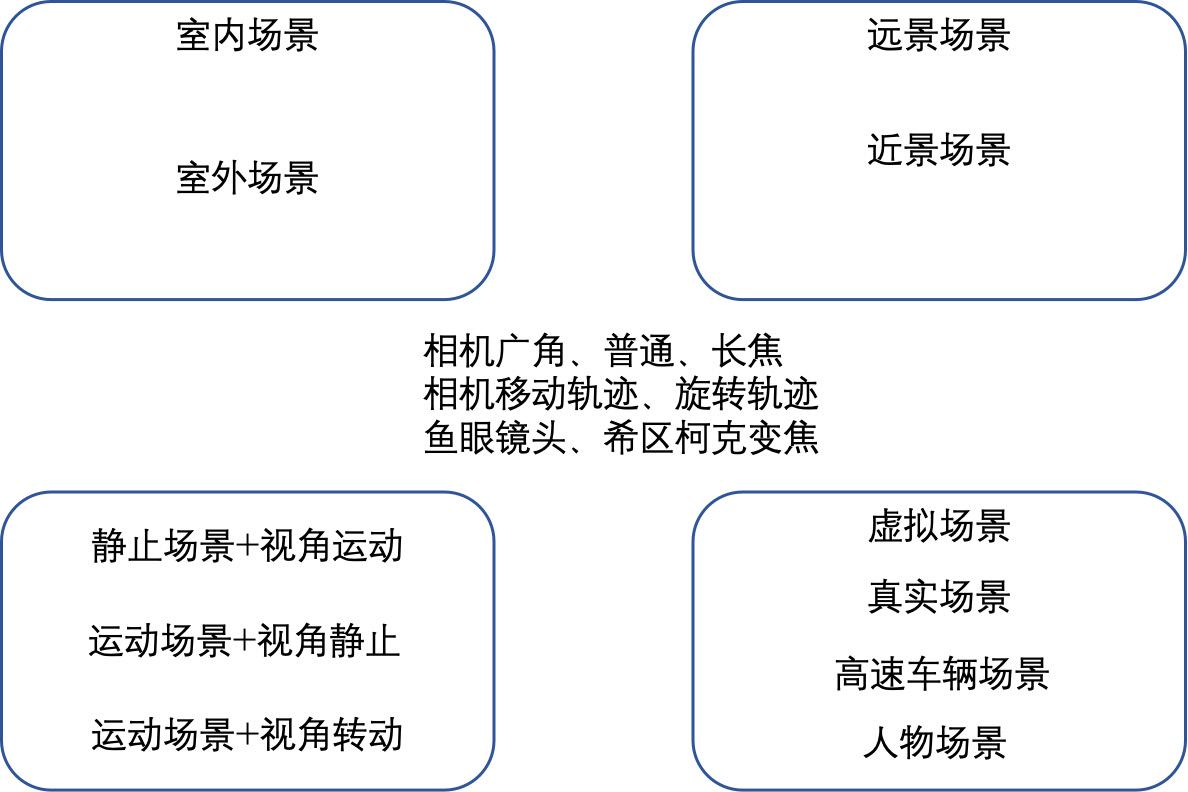 室内场景
室外场景
远景场景
近景场景
相机广角、普通、长焦
相机移动轨迹、旋转轨迹
鱼眼镜头、希区柯克变焦
静止场景+视角运动
运动场景+视角静止
运动场景+视角转动
虚拟场景
真实场景
高速车辆场景
人物场景